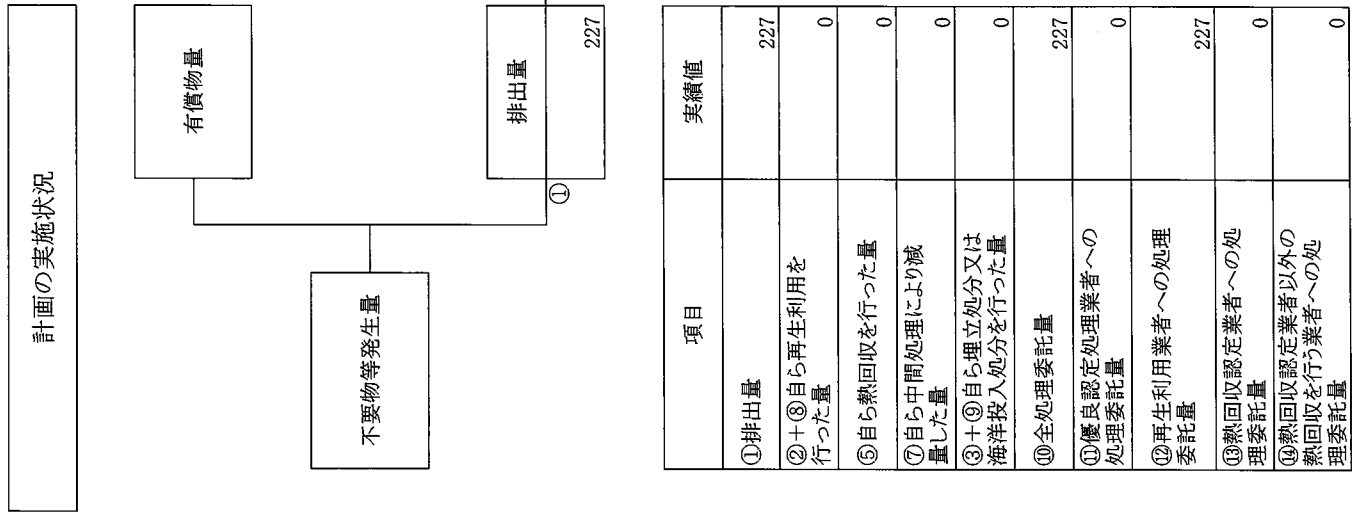 計画の実施状況
有償物量
不要物等発生量
排出量
227
①
項目
実績値
①排出量
227
②+⑧自ら再生利用を
行った量
0
⑤自ら熱回収を行った量
0
⑦自ら中間処理により減
量した量
0
③+⑨自ら埋立処分又は
海洋投入処分を行った量
0
⑩全処理委託量
227
⑪優良認定処理業者への
処理委託量
0
⑫再生利用業者への処理
委託量
227
⑬熱回収認定業者への処
理委託量
0
⑭熱回収認定業者以外の
熱回収を行う業者への処
理委託量
0